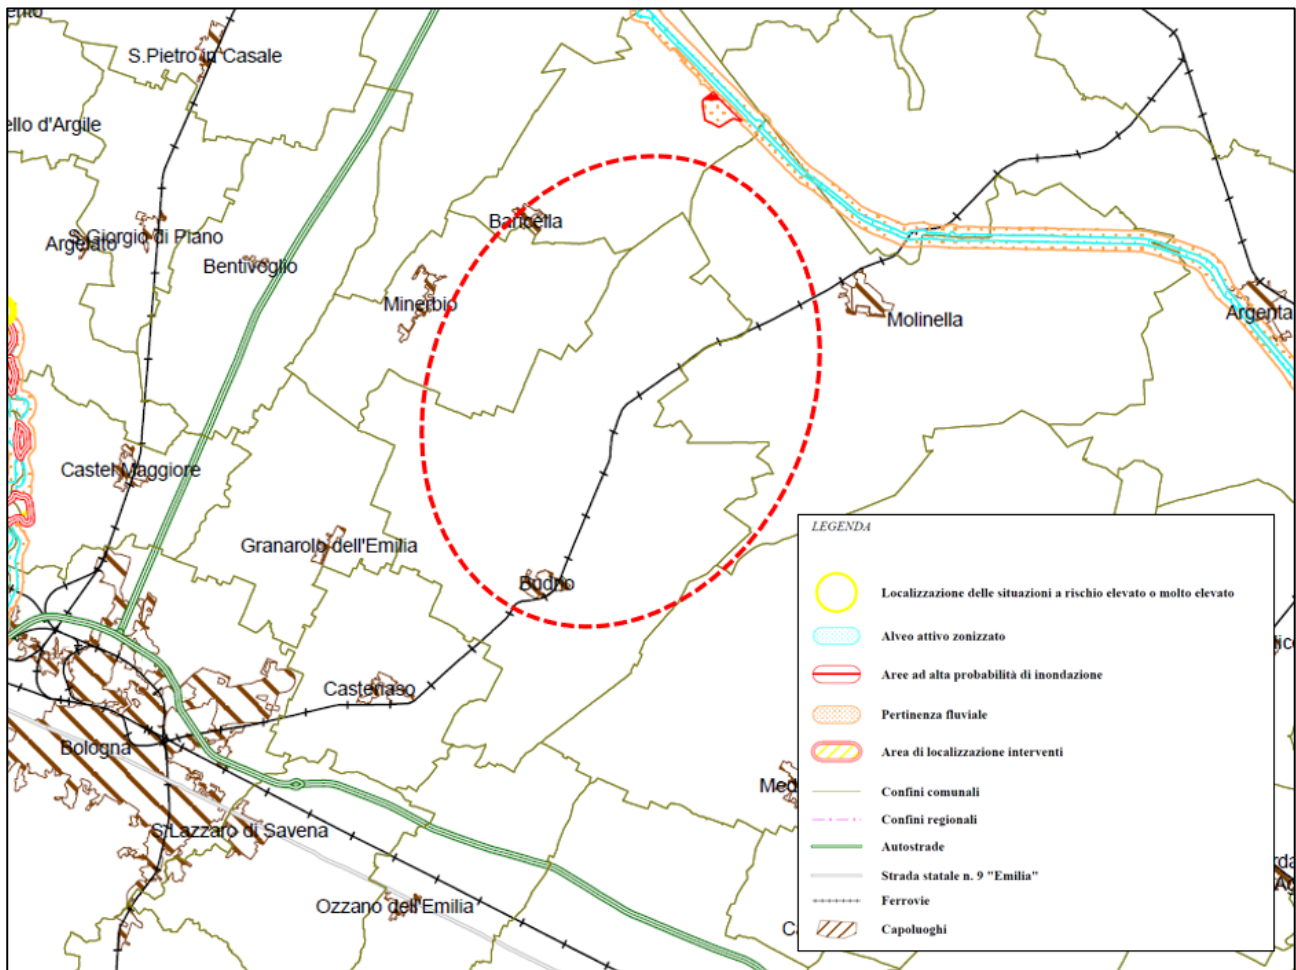 S.Pietro in Casale
ello d'Argile
S.Giorgio di Piano
Argelato
Bentivoglio
Baricella
Minerbio
Molinella
Argenta
Castel Maggiore
Granarolo dell'Emilia
Budrio
Castenaso
Bologna
S.Lazzaro di Savena
Ozzano dell'Emilia
Med
LEGENDA
Localizzazione delle situazioni a rischio elevato o molto elevato
Alveo attivo zonizzato
Aree ad alta probabilità di inondazione
Pertinenza fluviale
Area di localizzazione interventi
Confini comunali
Confini regionali
Autostrade
Strada statale n. 9 "Emilia"
Ferrovie
Capoluoghi